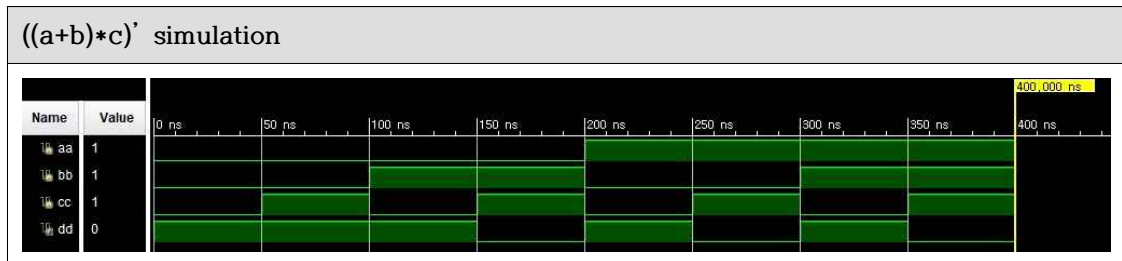 ((a+b)*c)’ simulation
400,000 ns
Name Value 0 ns 50 ns 100 ns 150 ns 200 ns 250 ns 300 ns 350 ns 400 ns
aa 1
bb 1
cc 1
dd 0